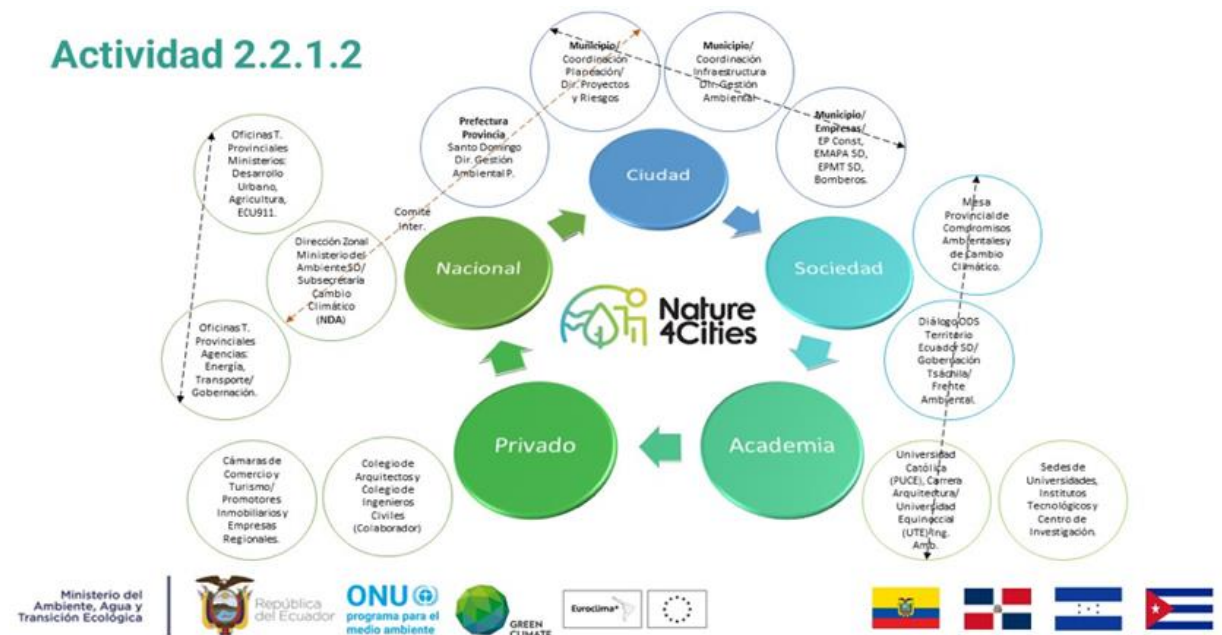 Actividad 2.2.1.2
Municipio/
Coordinación
Planeación/
Dir. Proyectos
y Riesgos
Municipio/
Coordinación
Infraestructura
Dir. Gestión
Ambiental
Prefectura
Provincia
Santo Domingo
Dir. Gestión
Ambiental P.
Municipio/
Empresas/
EP Const,
EMAPA SD,
EPMT SD,
Bomberos.
Oficinas T.
Provinciales
Ministerios:
Desarrollo
Urbano,
Agricultura,
ECU911.
Ciudad
Comité
Inter.
Mesa
Provincial de
Compromisos
Ambientales y
de Cambio
Climático.
Dirección Zonal
Ministerio del
Ambiente SD/
Subsecretaría
Cambio
Climático
(NDA)
Nacional
Sociedad
Nature
4Cities
Oficinas T.
Provinciales
Agencias:
Energía,
Transporte/
Gobernación.
Diálogo ODS
Territorio
Ecuador SD/
Gobernación
Tsáchila/
Frente
Ambiental.
Privado
Academia
Cámaras de
Comercio y
Turismo/
Promotores
Inmobiliarios y
Empresas
Regionales.
Colegio de
Arquitectos y
Colegio de
Ingenieros
Civiles
(Colaborador)
Universidad
Católica
(PUCE), Carrera
Arquitectura/
Universidad
Equinoccial
(UTE) Ing.
Amb.
Sedes de
Universidades,
Institutos
Tecnológicos y
Centro de
Investigación.
Ministerio del
Ambiente, Agua y
Transición Ecológica
República
del Ecuador
ONU
programa para el
medio ambiente
GREEN
CLIMATE
Euroclima+